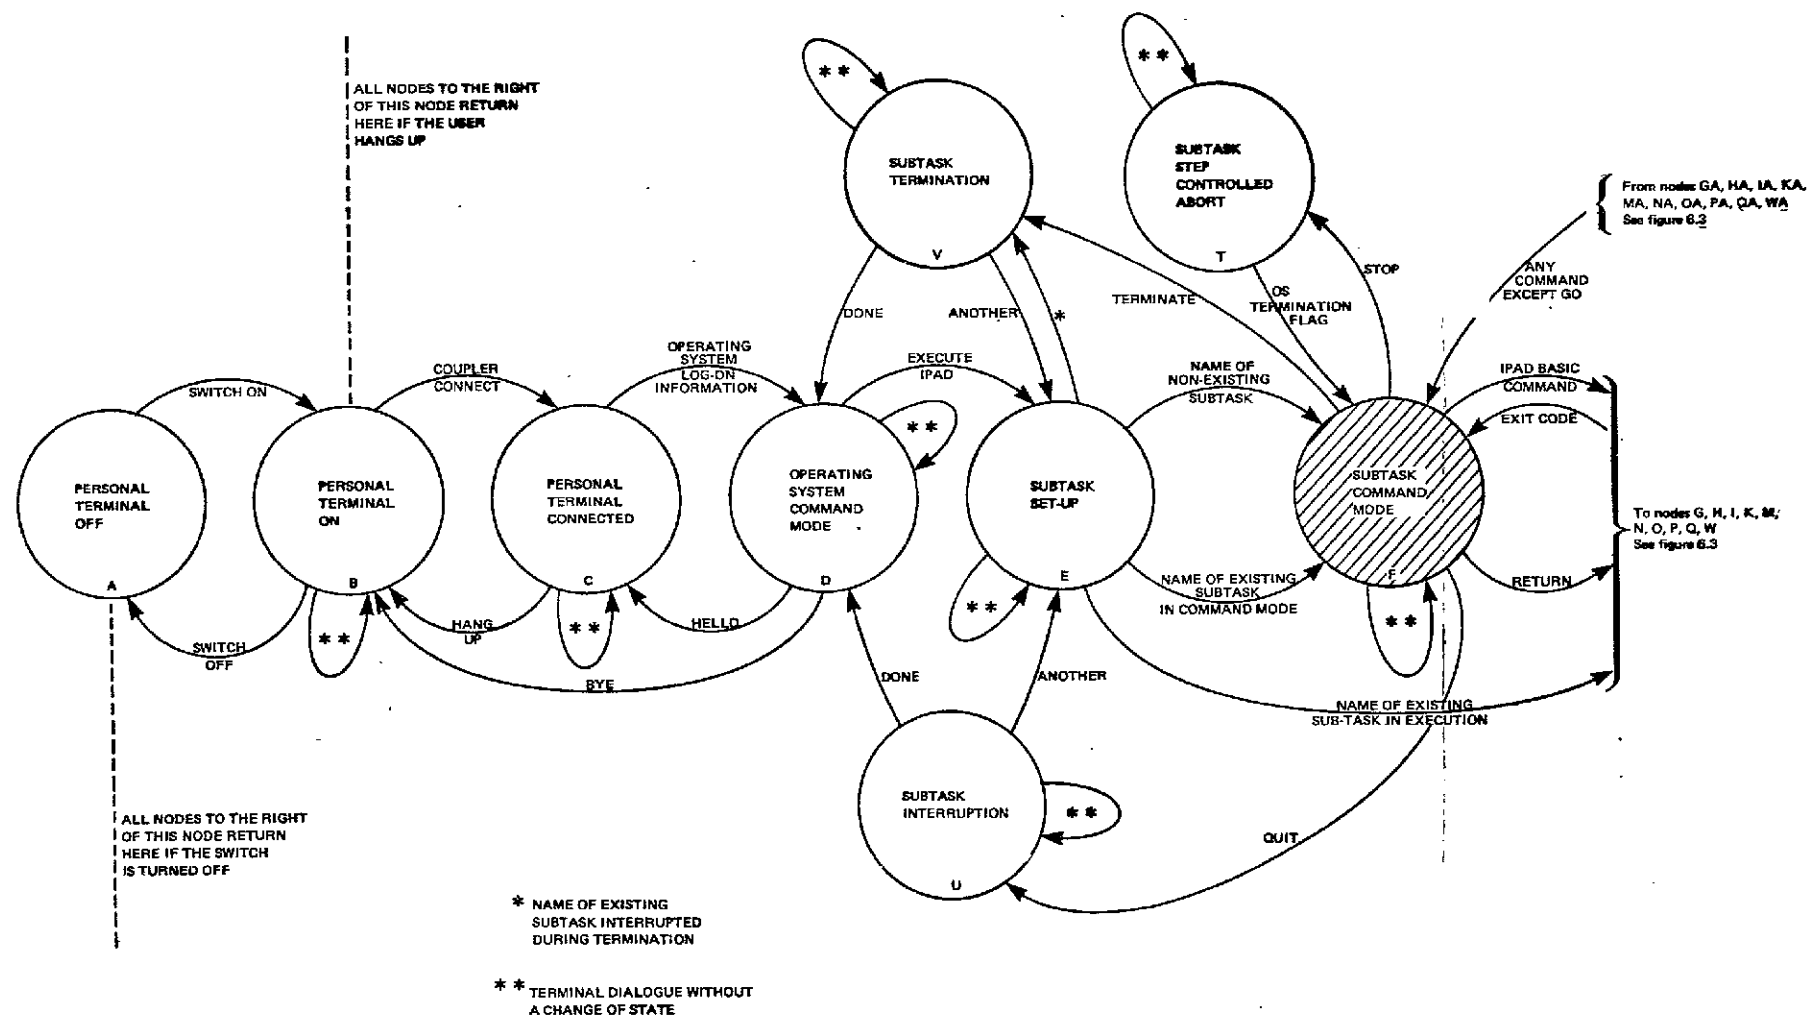 ALL NODES TO THE RIGHT
OF THIS NODE RETURN
HERE IF THE USER
HANGS UP
* *
SUBTASK
TERMINATION
V
* *
SUBTASK
STEP
CONTROLLED
ABORT
T
From nodes GA, HA, IA, KA,
MA, NA, OA, PA, QA, WA
See figure 6.3
ANY
COMMAND
EXCEPT GO
STOP
OS
TERMINATION
FLAG
TERMINATE
DONE
ANOTHER
*
SWITCH ON
COUPLER
CONNECT
OPERATING
SYSTEM
LOG-ON
INFORMATION
EXECUTE
IPAD
NAME OF
NON-EXISTING
SUBTASK
IPAD BASIC
COMMAND
EXIT CODE
* *
PERSONAL
TERMINAL
OFF
A
PERSONAL
TERMINAL
ON
B
PERSONAL
TERMINAL
CONNECTED
C
OPERATING
SYSTEM
COMMAND
MODE
D
SUBTASK
SET-UP
E
SUBTASK
COMMAND
MODE
F
To nodes G, H, I, K, M,
N, O, P, Q, W
See figure 6.3
RETURN
NAME OF EXISTING
SUBTASK
IN COMMAND MODE
* *
* *
* *
* *
SWITCH
OFF
HANG
UP
HELLO
BYE
DONE
ANOTHER
NAME OF EXISTING
SUB-TASK IN EXECUTION
SUBTASK
INTERRUPTION
U
* *
QUIT
ALL NODES TO THE RIGHT
OF THIS NODE RETURN
HERE IF THE SWITCH
IS TURNED OFF
* NAME OF EXISTING
SUBTASK INTERRUPTED
DURING TERMINATION
* * TERMINAL DIALOGUE WITHOUT
A CHANGE OF STATE